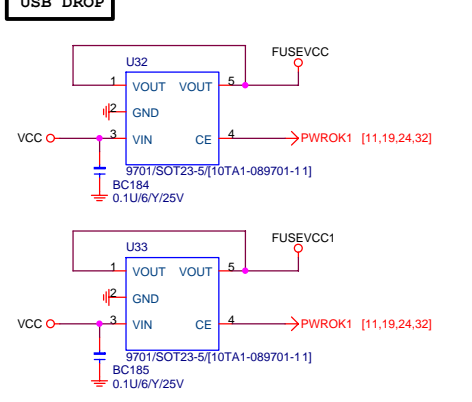 USB DROP
FUSEVCC
U32
1 VOUT VOUT 5
2 GND
VCC 3 VIN CE 4 PWROK1 [11,19,24,32]
9701/SOT23-5/[10TA1-089701-11]
BC184
0.1U/6/Y/25V
FUSEVCC1
U33
1 VOUT VOUT 5
2 GND
VCC 3 VIN CE 4 PWROK1 [11,19,24,32]
9701/SOT23-5/[10TA1-089701-11]
BC185
0.1U/6/Y/25V